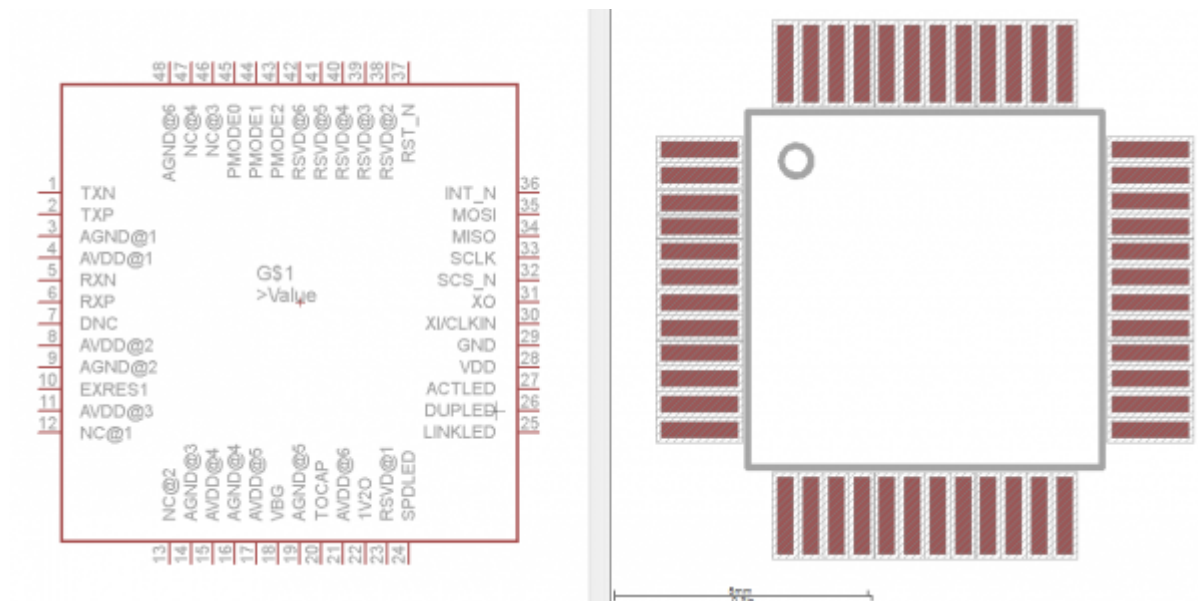 48 47 46 45 44 43 42 41 40 39 38 37
AGND@6
NC@4
NC@3
PMODE0
PMODE1
PMODE2
RSVD@6
RSVD@5
RSVD@4
RSVD@3
RSVD@2
RST_N
1 TXN
2 TXP
3 AGND@1
4 AVDD@1
5 RXN
6 RXP
7 DNC
8 AVDD@2
9 AGND@2
10 EXRES1
11 AVDD@3
12 NC@1
G$1
>Value
INT_N 36
MOSI 35
MISO 34
SCLK 33
SCS_N 32
XO 31
XI/CLKIN 30
GND 29
VDD 28
ACTLED 27
DUPLED 26
LINKLED 25
NC@2
AGND@3
AVDD@4
AGND@4
AVDD@5
VBG
AGND@5
TOCAP
AVDD@6
1V2O
RSVD@1
SPDLED
13 14 15 16 17 18 19 20 21 22 23 24
5mm